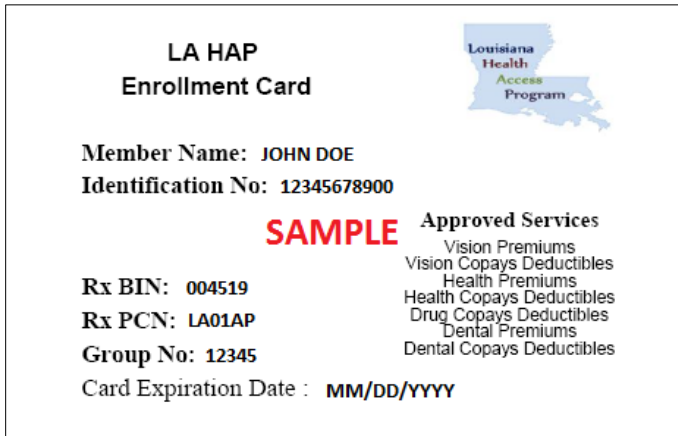 LA HAP
Enrollment Card
Louisiana
Health
Access
Program
Member Name: JOHN DOE
Identification No: 12345678900
SAMPLE
Approved Services
Vision Premiums
Vision Copays Deductibles
Health Premiums
Health Copays Deductibles
Drug Copays Deductibles
Dental Premiums
Dental Copays Deductibles
Rx BIN: 004519
Rx PCN: LA01AP
Group No: 12345
Card Expiration Date : MM/DD/YYYY